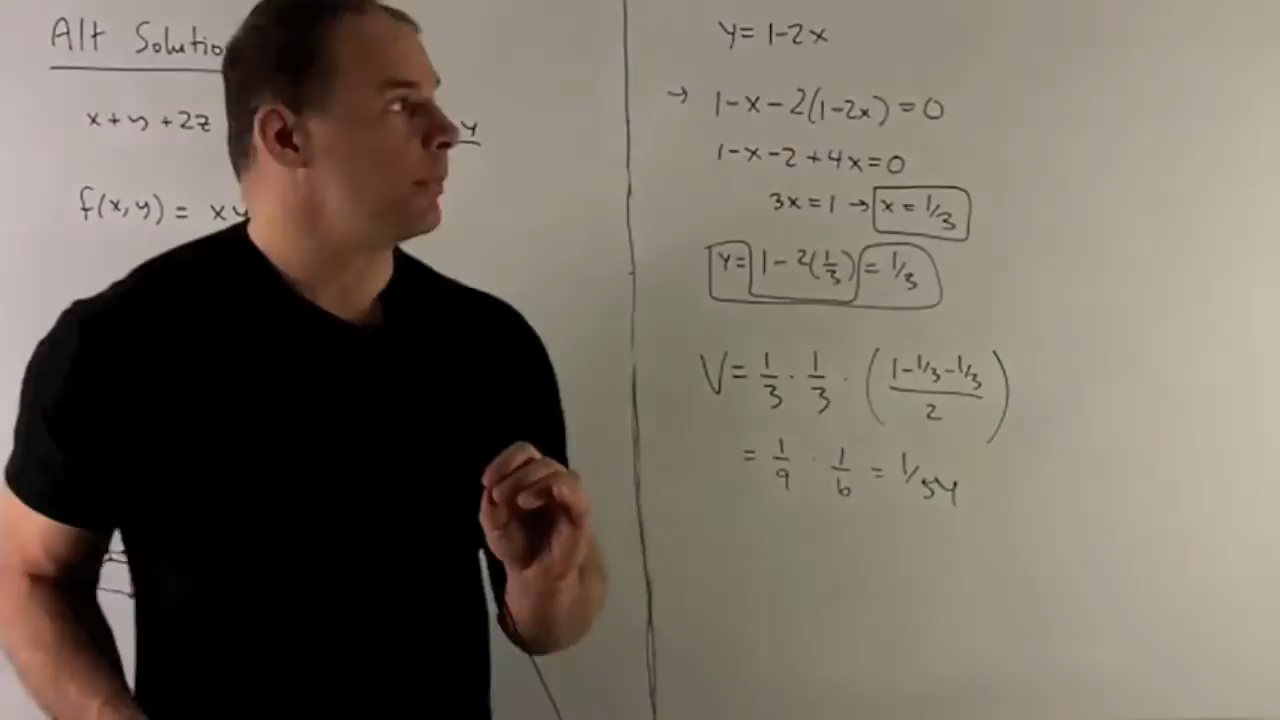 Alt Solutio
x+y+2z
y
f(x,y) = xy
y= 1-2x
→ 1-x-2(1-2x) = 0
1-x-2+4x=0
3x=1 → x = 1/3
y= 1-2(1/3) = 1/3
V= 1/3 · 1/3 · ( (1-1/3-1/3)/2 )
= 1/9 · 1/6 = 1/54